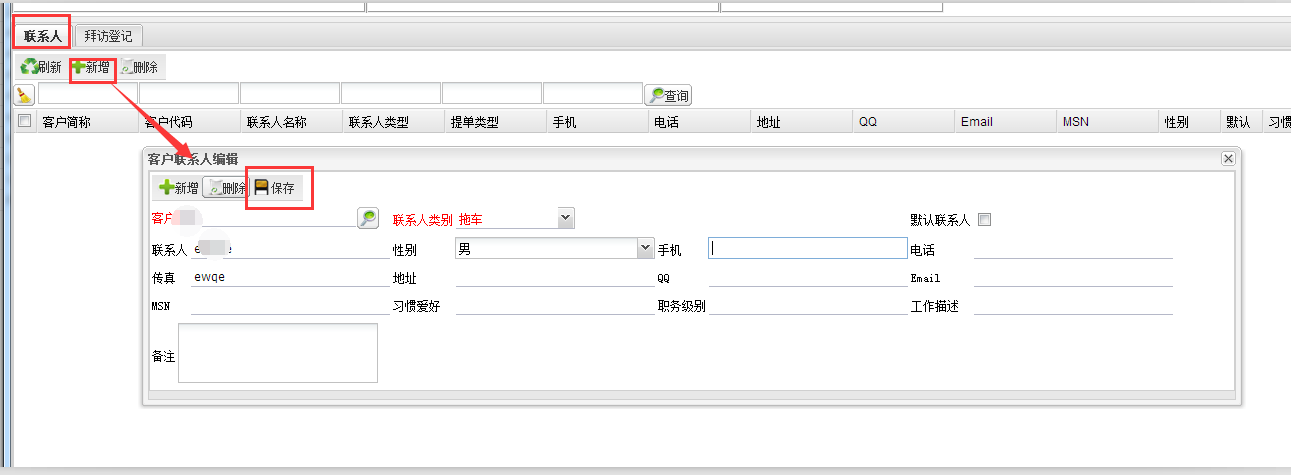 联系人 拜访登记
刷新 新增 删除
查询
客户简称 客户代码 联系人名称 联系人类型 提单类型 手机 电话 地址 QQ Email MSN 性别 默认 习惯
客户联系人编辑
新增 删除 保存
客户 联系人类别 拖车 默认联系人
联系人 e e 性别 男 手机 电话
传真 ewqe 地址 QQ Email
MSN 习惯爱好 职务级别 工作描述
备注